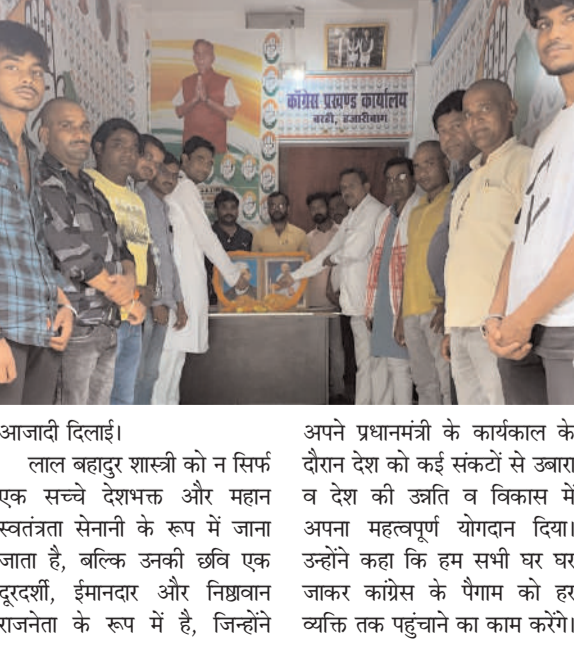 कांग्रेस प्रखण्ड कार्यालय
बरही, हजारीबाग
आजादी दिलाई।
लाल बहादुर शास्त्री को न सिर्फ
एक सच्चे देशभक्त और महान
स्वतंत्रता सेनानी के रूप में जाना
जाता है, बल्कि उनकी छवि एक
दूरदर्शी, ईमानदार और निष्ठावान
राजनेता के रूप में है, जिन्होंने
अपने प्रधानमंत्री के कार्यकाल के
दौरान देश को कई संकटों से उबारा
व देश की उन्नति व विकास में
अपना महत्वपूर्ण योगदान दिया।
उन्होंने कहा कि हम सभी घर घर
जाकर कांग्रेस के पैगाम को हर
व्यक्ति तक पहुंचाने का काम करेंगे।